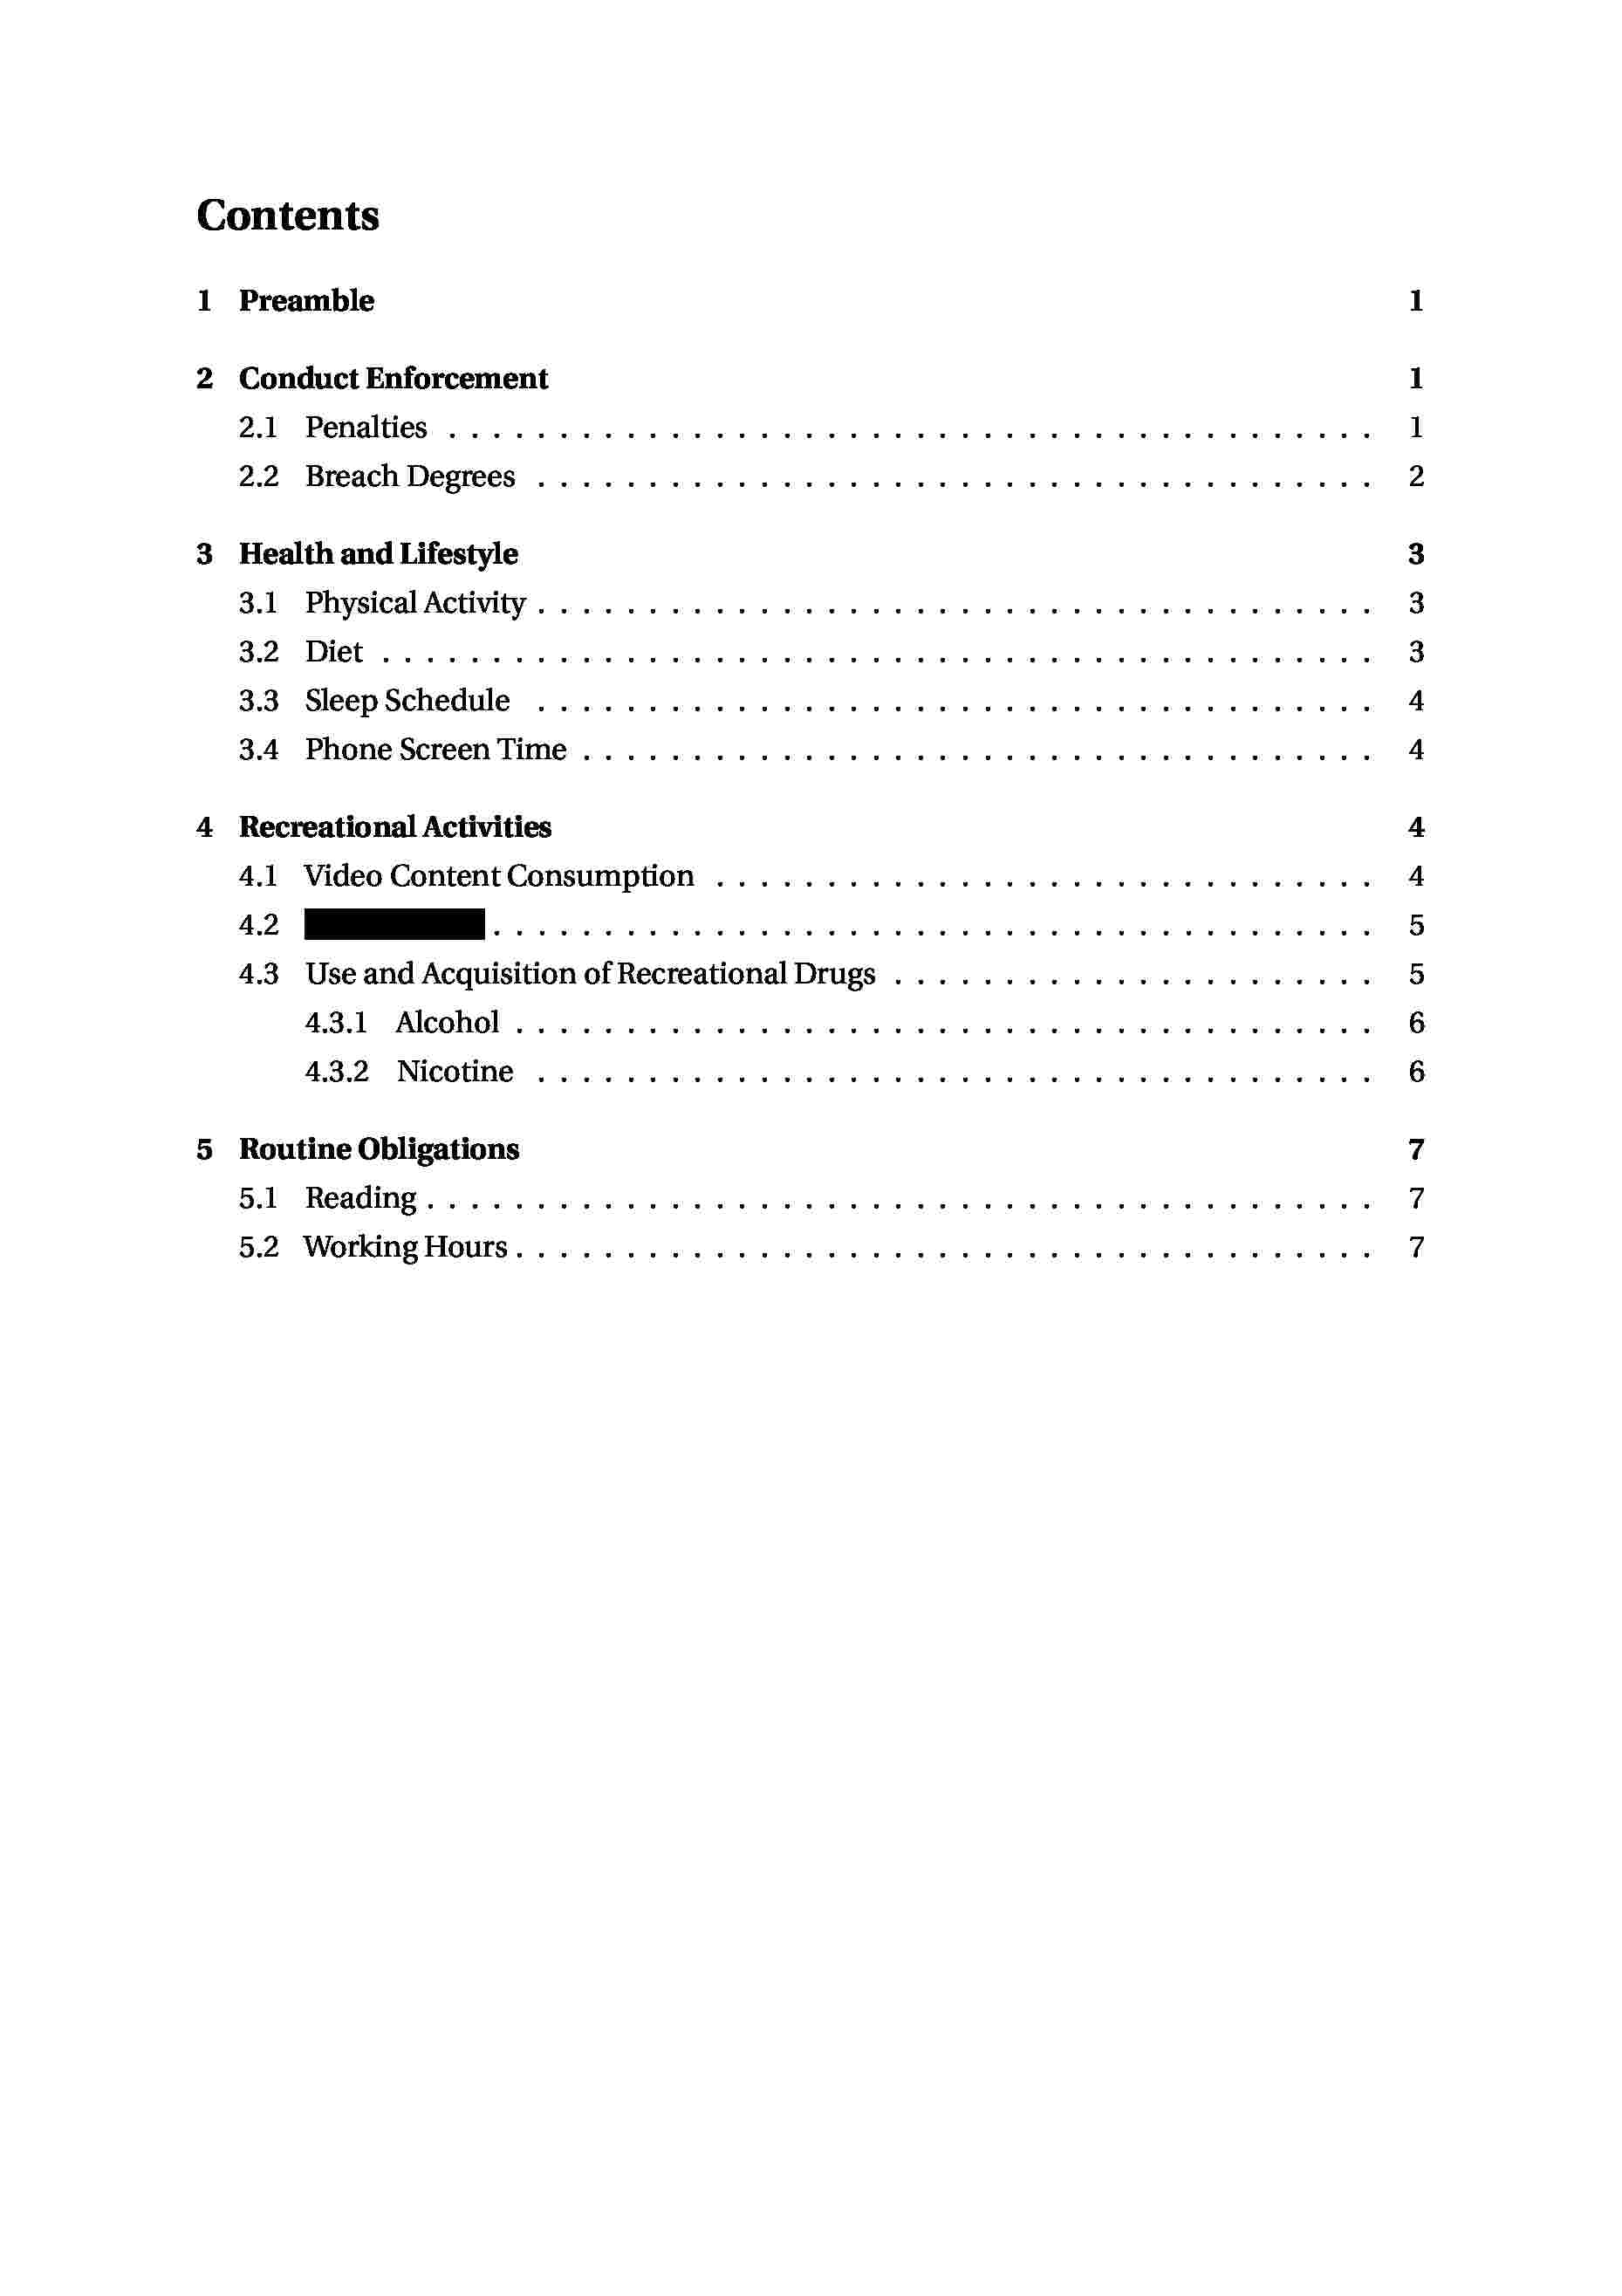 Contents
1 Preamble 1
2 Conduct Enforcement 1
2.1 Penalties . . . . . . . . . . . . . . . . . . . . . . . . . . . . . . . . . . . . . . . . . . 1
2.2 Breach Degrees . . . . . . . . . . . . . . . . . . . . . . . . . . . . . . . . . . . . . . 2
3 Health and Lifestyle 3
3.1 Physical Activity . . . . . . . . . . . . . . . . . . . . . . . . . . . . . . . . . . . . . . 3
3.2 Diet . . . . . . . . . . . . . . . . . . . . . . . . . . . . . . . . . . . . . . . . . . . . . 3
3.3 Sleep Schedule . . . . . . . . . . . . . . . . . . . . . . . . . . . . . . . . . . . . . . 4
3.4 Phone Screen Time . . . . . . . . . . . . . . . . . . . . . . . . . . . . . . . . . . . . 4
4 Recreational Activities 4
4.1 Video Content Consumption . . . . . . . . . . . . . . . . . . . . . . . . . . . . . . 4
4.2 . . . . . . . . . . . . . . . . . . . . . . . . . . . . . . . . . . . . . . . . 5
4.3 Use and Acquisition of Recreational Drugs . . . . . . . . . . . . . . . . . . . . . . 5
4.3.1 Alcohol . . . . . . . . . . . . . . . . . . . . . . . . . . . . . . . . . . . . . . . 6
4.3.2 Nicotine . . . . . . . . . . . . . . . . . . . . . . . . . . . . . . . . . . . . . . 6
5 Routine Obligations 7
5.1 Reading . . . . . . . . . . . . . . . . . . . . . . . . . . . . . . . . . . . . . . . . . . . 7
5.2 Working Hours . . . . . . . . . . . . . . . . . . . . . . . . . . . . . . . . . . . . . . . 7